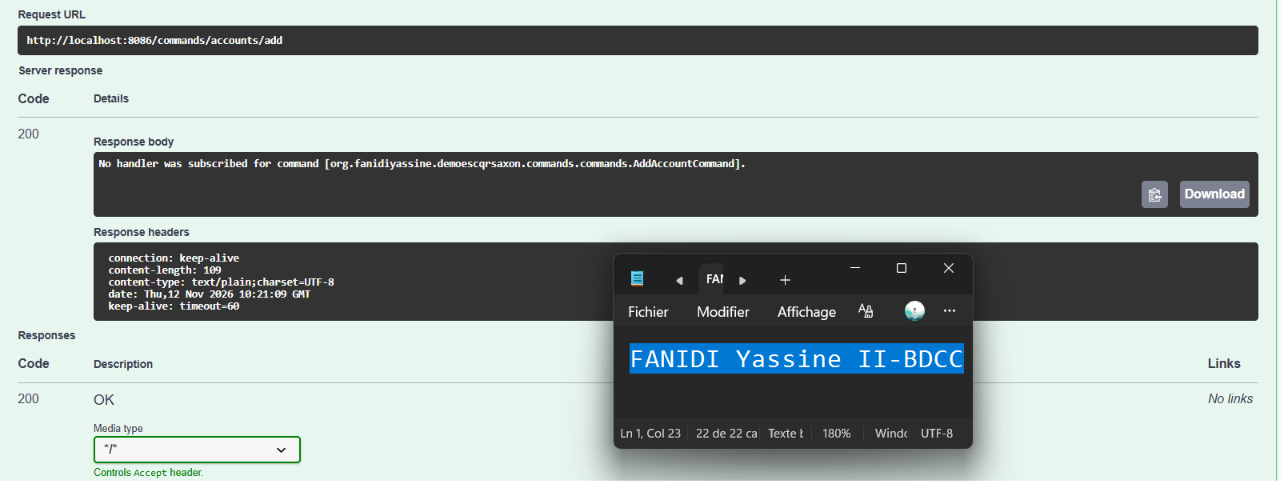 Request URL
http://localhost:8086/commands/accounts/add
Server response
Code Details
200
Response body
No handler was subscribed for command [org.fanidiyassine.demoescqrsaxon.commands.commands.AddAccountCommand].
Download
Response headers
connection: keep-alive
content-length: 109
content-type: text/plain;charset=UTF-8
date: Thu,12 Nov 2026 10:21:09 GMT
keep-alive: timeout=60
Responses
Code Description Links
200 OK No links
Media type
*/*
Controls Accept header.
FAN
Fichier Modifier Affichage
FANIDI Yassine II-BDCC
Ln 1, Col 23 22 de 22 ca Texte b 180% Windo UTF-8